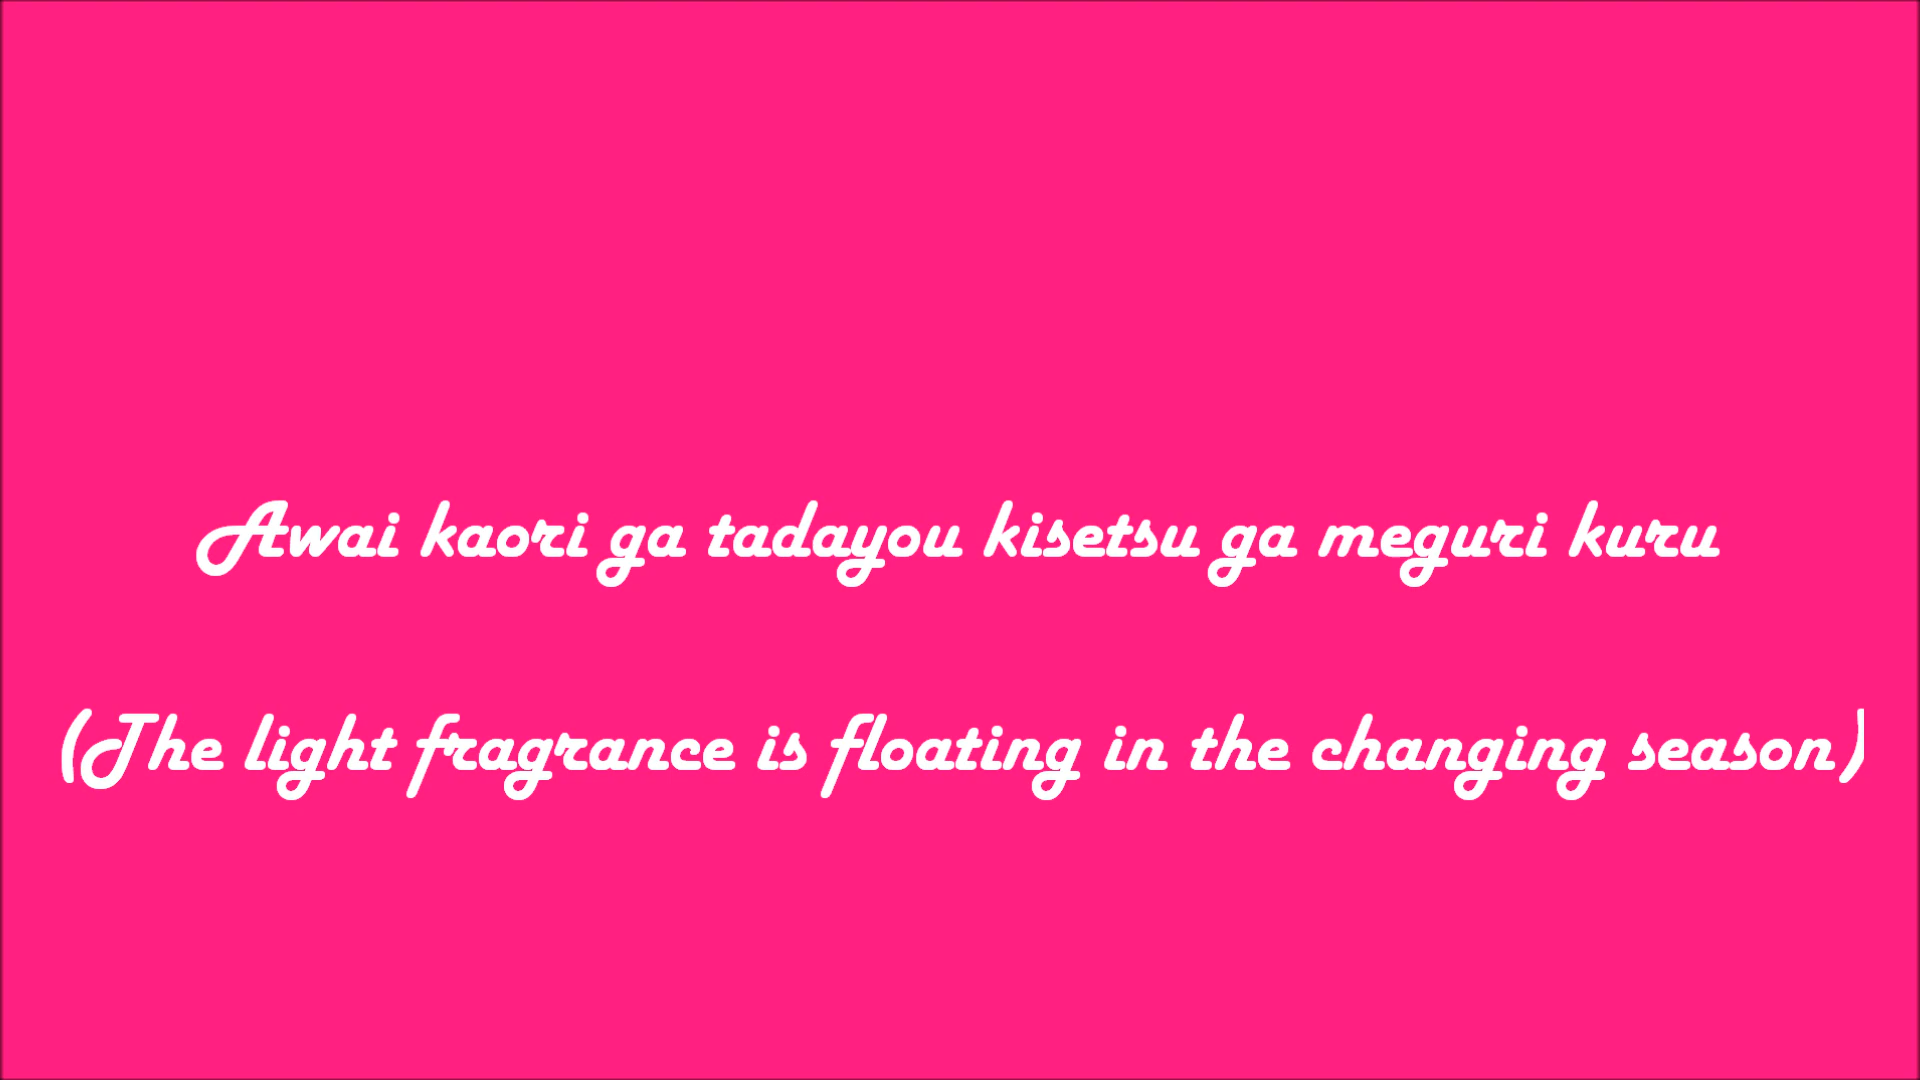 Awai kaori ga tadayou kisetsu ga meguri kuru
(The light fragrance is floating in the changing season)